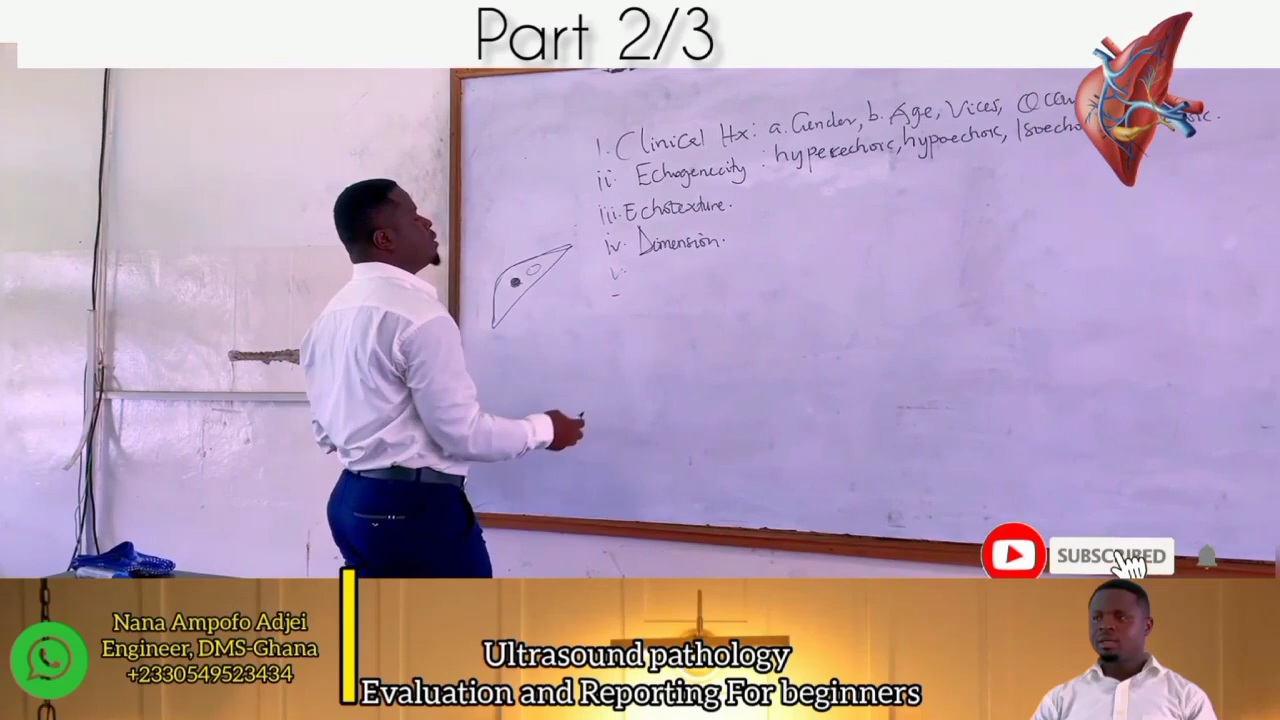 Part 2/3
1. Clinical Hx: a. Gender, b. Age, Vices,
ii. Echogenecity : hyperechoic, hypoechoic,
iii. Echotexture.
iv. Dimension.
v.
SUBSCRIBED
Nana Ampofo Adjei
Engineer, DMS-Ghana
+2330549523434
Ultrasound pathology
Evaluation and Reporting For beginners